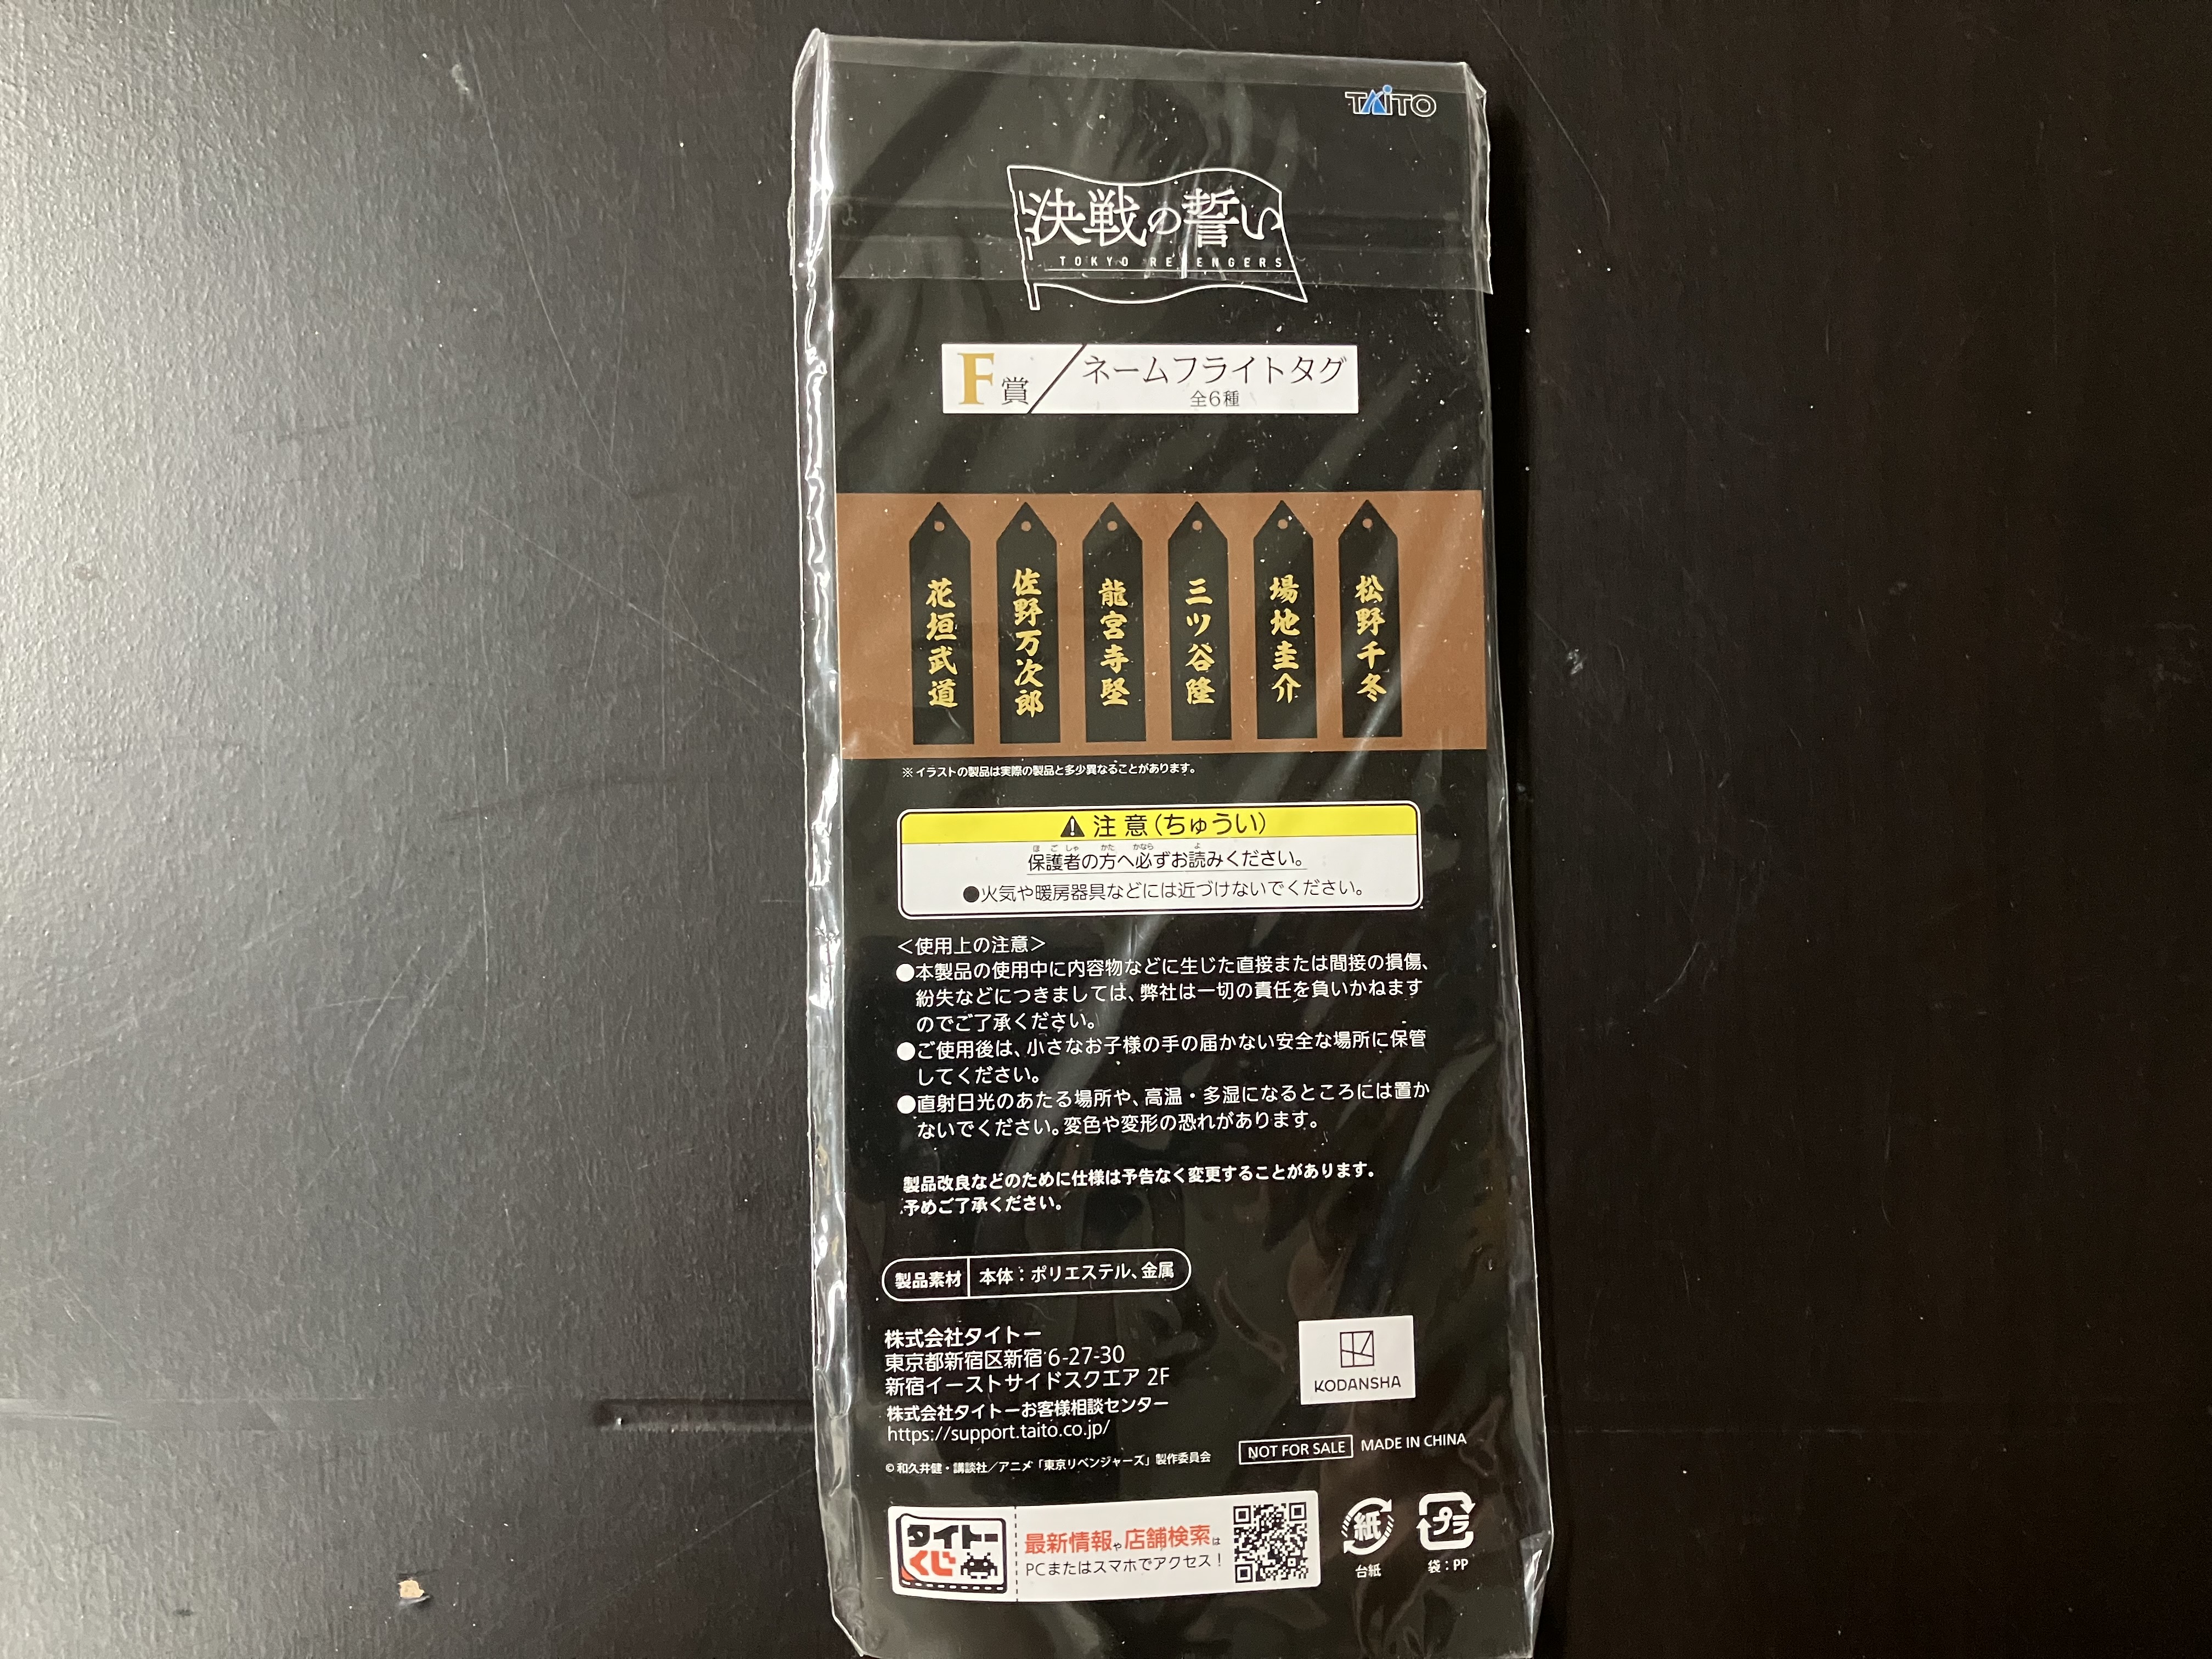 TAITO
決戦の誓い
TOKYO REVENGERS
F賞/ネームフライトタグ
全6種
花垣武道
佐野万次郎
龍宮寺堅
三ツ谷隆
場地圭介
松野千冬
※イラストの製品は実際の製品と多少異なることがあります。
注意(ちゅうい)
ほごしゃ かた かなら よ
保護者の方へ必ずお読みください。
●火気や暖房器具などには近づけないでください。
＜使用上の注意＞
●本製品の使用中に内容物などに生じた直接または間接の損傷、
紛失などにつきましては、弊社は一切の責任を負いかねます
のでご了承ください。
●ご使用後は、小さなお子様の手の届かない安全な場所に保管
してください。
●直射日光のあたる場所や、高温・多湿になるところには置か
ないでください。変色や変形の恐れがあります。
製品改良などのために仕様は予告なく変更することがあります。
予めご了承ください。
製品素材 本体：ポリエステル、金属
株式会社タイトー
東京都新宿区新宿6-27-30
新宿イーストサイドスクエア 2F
株式会社タイトーお客様相談センター
https://support.taito.co.jp/
KODANSHA
©和久井健・講談社／アニメ「東京リベンジャーズ」製作委員会
NOT FOR SALE MADE IN CHINA
タイトーくじ
最新情報や店舗検索は
PCまたはスマホでアクセス！
紙
台紙
プラ
袋：PP